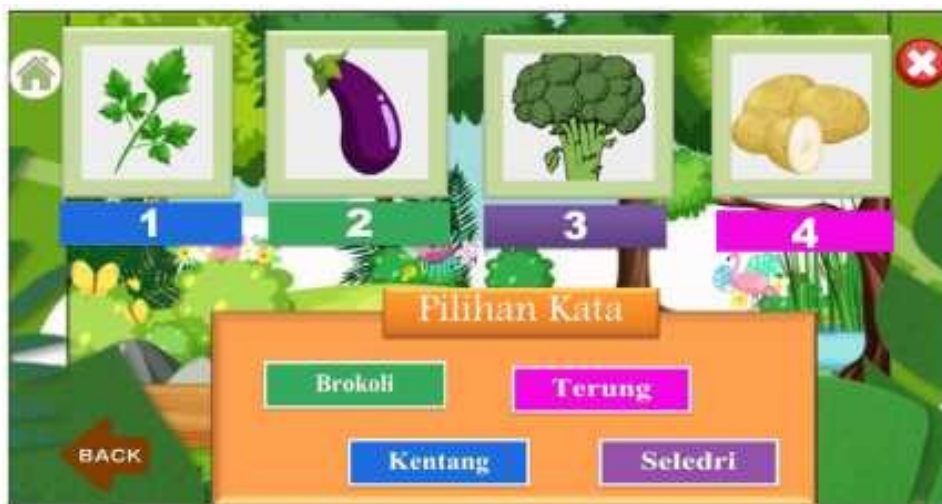 1 2 3 4
Pilihan Kata
Brokoli Terung
Kentang Seledri
BACK